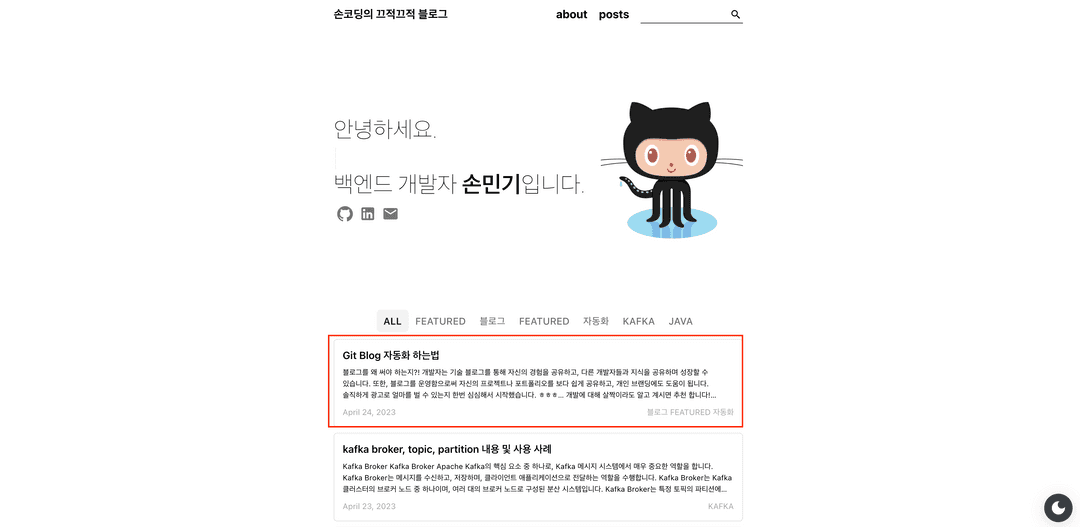 손코딩의 끄적끄적 블로그 about posts
안녕하세요.
백엔드 개발자 손민기입니다.
ALL FEATURED 블로그 FEATURED 자동화 KAFKA JAVA
Git Blog 자동화 하는법
블로그를 왜 써야 하는지?! 개발자는 기술 블로그를 통해 자신의 경험을 공유하고, 다른 개발자들과 지식을 공유하며 성장할 수
있습니다. 또한, 블로그를 운영함으로써 자신의 프로젝트나 포트폴리오를 보다 쉽게 공유하고, 개인 브랜딩에도 도움이 됩니다.
솔직하게 광고로 얼마를 벌 수 있는지 한번 심심해서 시작했습니다. ㅎㅎㅎ... 개발에 대해 살짝이라도 알고 계시면 추천 합니다!...
April 24, 2023 블로그 FEATURED 자동화
kafka broker, topic, partition 내용 및 사용 사례
Kafka Broker Kafka Broker Apache Kafka의 핵심 요소 중 하나로, Kafka 메시지 시스템에서 매우 중요한 역할을 합니다.
Kafka Broker는 메시지를 수신하고, 저장하며, 클라이언트 애플리케이션으로 전달하는 역할을 수행합니다. Kafka Broker는 Kafka
클러스터의 브로커 노드 중 하나이며, 여러 대의 브로커 노드로 구성된 분산 시스템입니다. Kafka Broker는 특정 토픽의 파티션에...
April 23, 2023 KAFKA